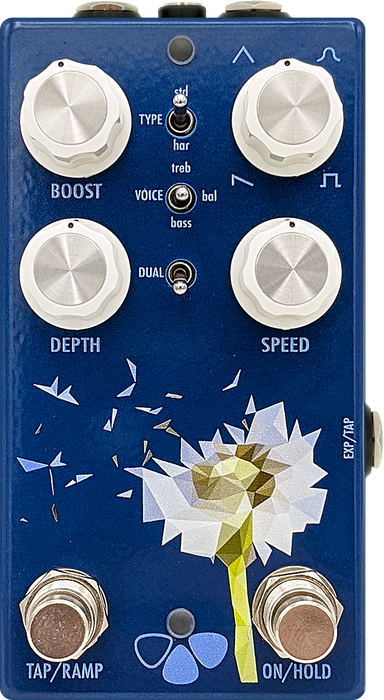 std
TYPE
har
BOOST
treb
VOICE bal
bass
DUAL
DEPTH SPEED
EXP/TAP
TAP/RAMP ON/HOLD